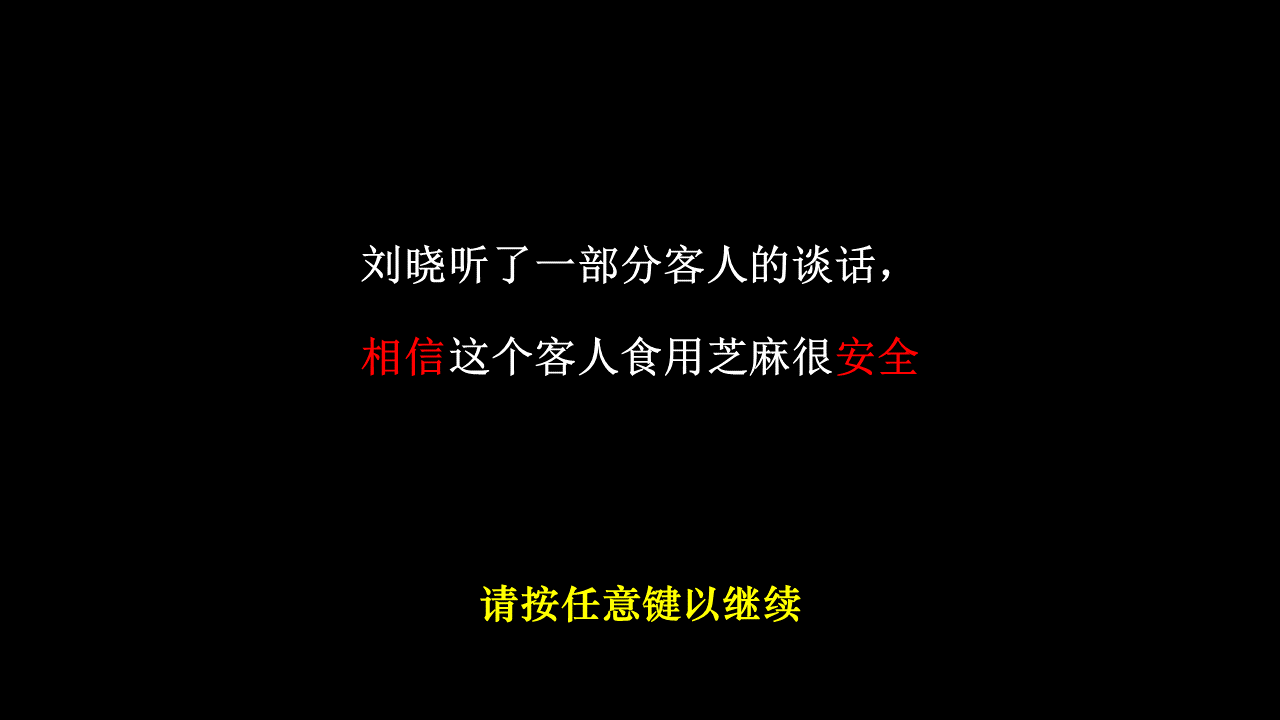 刘晓听了一部分客人的谈话，
相信这个客人食用芝麻很安全
请按任意键以继续